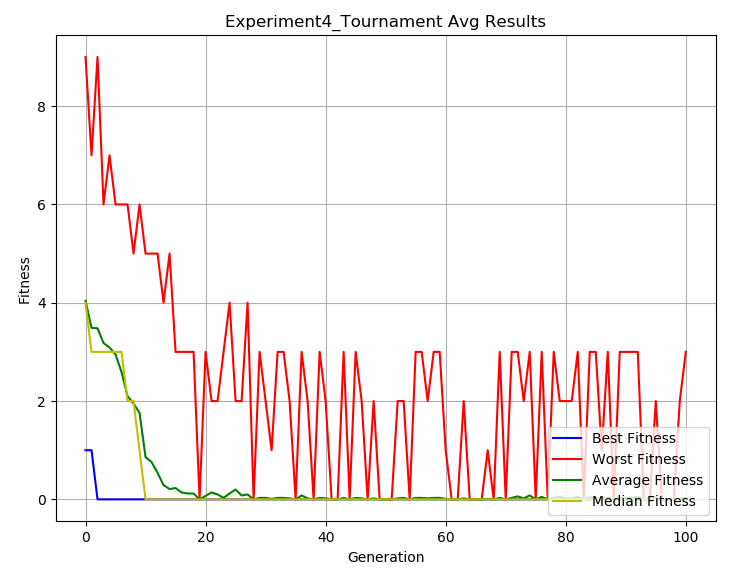 Experiment4_Tournament Avg Results
Fitness
8
6
4
2
0
0 20 40 60 80 100
Generation
Best Fitness
Worst Fitness
Average Fitness
Median Fitness